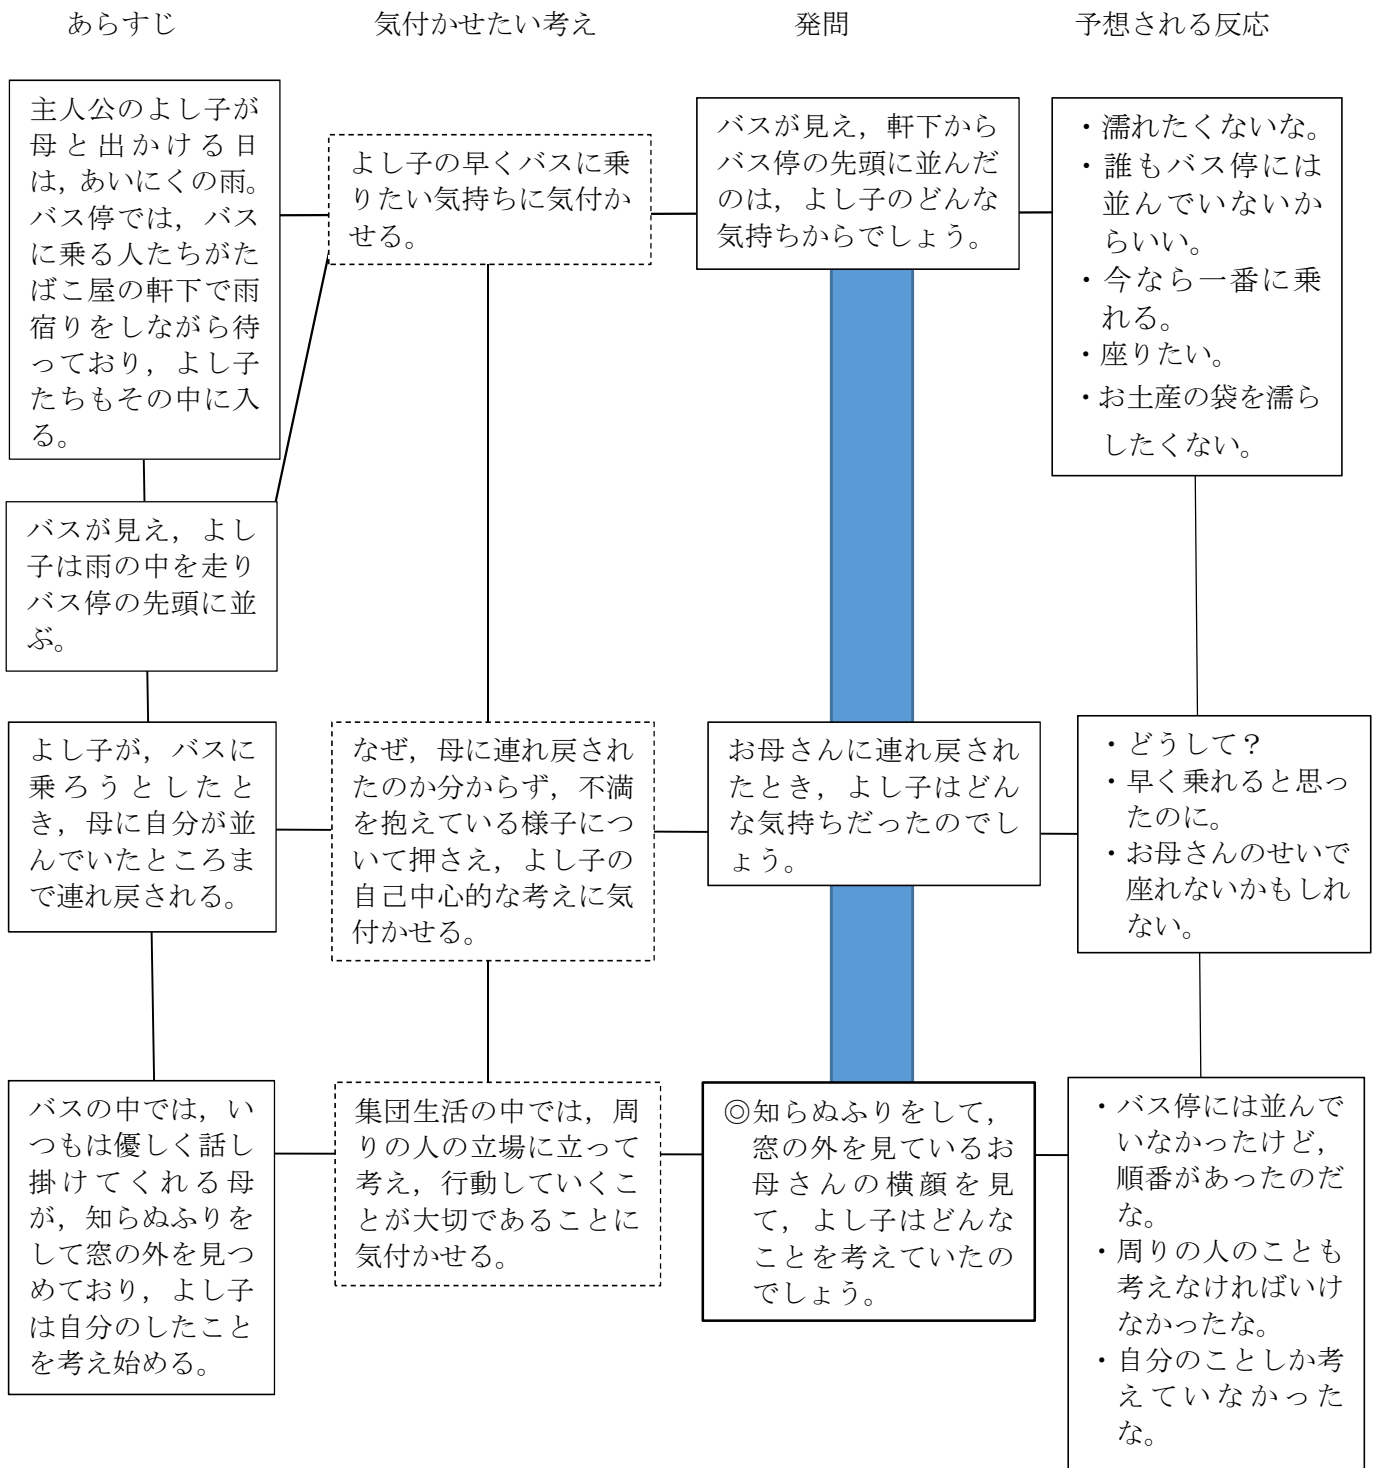 あらすじ
気付かせたい考え
発問
予想される反応
主人公のよし子が
母と出かける日
は，あいにくの雨。
バス停では，バス
に乗る人たちがた
ばこ屋の軒下で雨
宿りをしながら待
っており，よし子
たちもその中に入
る。
よし子の早くバスに乗
りたい気持ちに気付か
せる。
バスが見え，軒下から
バス停の先頭に並んだ
のは，よし子のどんな
気持ちからでしょう。
・濡れたくないな。
・誰もバス停には
並んでいないか
らいい。
・今なら一番に乗
れる。
・座りたい。
・お土産の袋を濡ら
したくない。
バスが見え，よし
子は雨の中を走り
バス停の先頭に並
ぶ。
よし子が，バスに
乗ろうとしたと
き，母に自分が並
んでいたところま
で連れ戻される。
なぜ，母に連れ戻され
たのか分からず，不満
を抱えている様子につ
いて押さえ，よし子の
自己中心的な考えに気
付かせる。
お母さんに連れ戻され
たとき，よし子はどん
な気持ちだったのでし
ょう。
・どうして？
・早く乗れると思っ
たのに。
・お母さんのせいで
座れないかもしれ
ない。
バスの中では，い
つもは優しく話し
掛けてくれる母
が，知らぬふりを
して窓の外を見つ
めており，よし子
は自分のしたこと
を考え始める。
集団生活の中では，周
りの人の立場に立って
考え，行動していくこ
とが大切であることに
気付かせる。
◎知らぬふりをして，
窓の外を見ているお
母さんの横顔を見
て，よし子はどんな
ことを考えていたの
でしょう。
・バス停には並んで
いなかったけど，
順番があったのだ
な。
・周りの人のことも
考えなければいけ
なかったな。
・自分のことしか考
えていなかった
な。